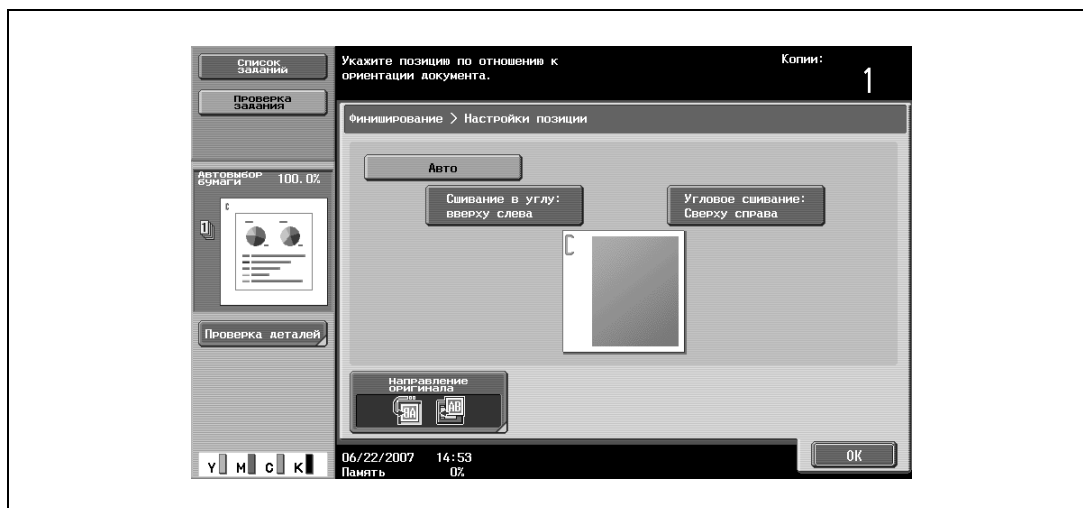 Список
заданий
Проверка
задания
Автовыбор
бумаги
100.0%
1
Проверка деталей
Y M C K
Укажите позицию по отношению к
ориентации документа.
Копии:
1
Финиширование > Настройки позиции
Авто
Сшивание в углу:
вверху слева
Угловое сшивание:
Сверху справа
Направление
оригинала
AB
06/22/2007 14:53
Память 0%
OK